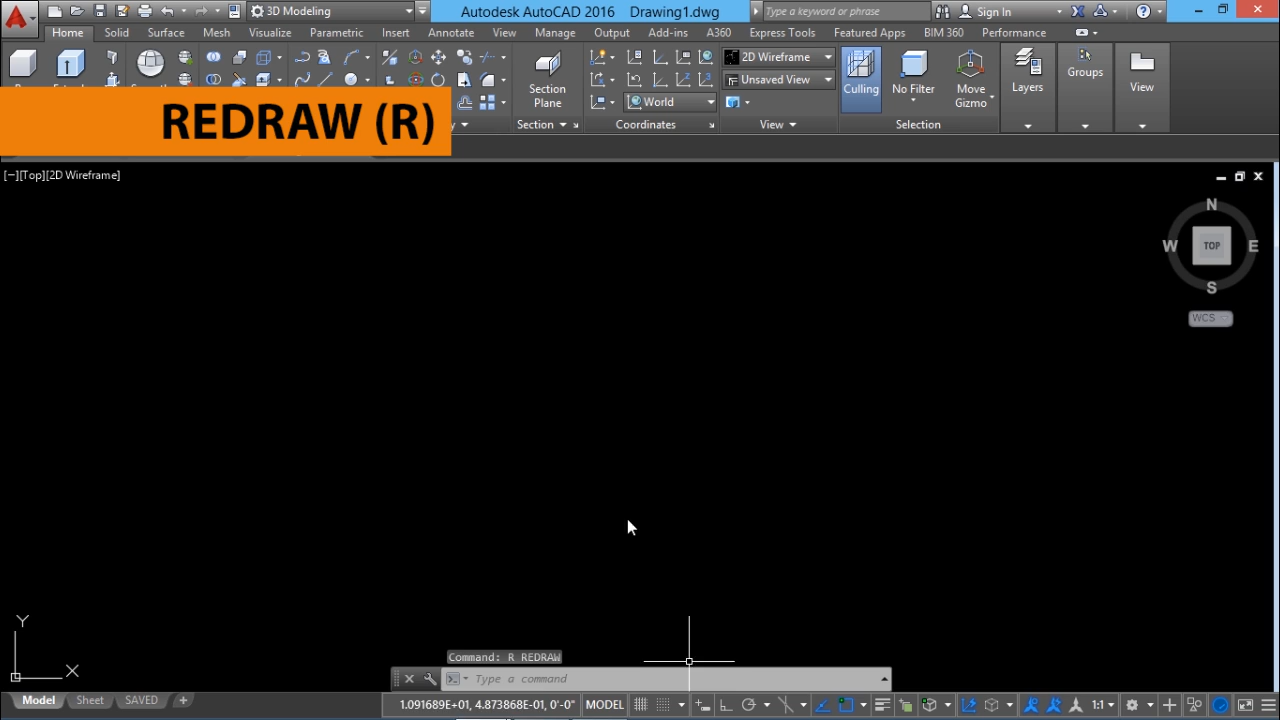 3D Modeling
Autodesk AutoCAD 2016 Drawing1.dwg
Type a keyword or phrase
Sign In
Home Solid Surface Mesh Visualize Parametric Insert Annotate View Manage Output Add-ins A360 Express Tools Featured Apps BIM 360 Performance
2D Wireframe
Unsaved View
World
Section Plane
Culling
No Filter
Move Gizmo
Layers
Groups
View
Section
Coordinates
View
Selection
REDRAW (R)
[−][Top][2D Wireframe]
N
W TOP E
S
WCS
Y
X
Command: R REDRAW
Type a command
Model Sheet SAVED
1.091689E+01, 4.873868E-01, 0'-0" MODEL
1:1